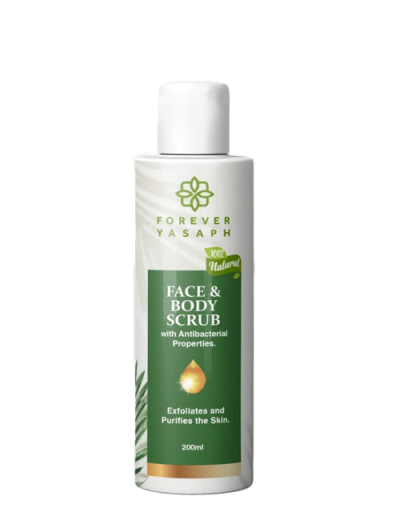 FOREVER
YASAPH
100%
Natural
FACE &
BODY
SCRUB
with Antibacterial
Properties.
Exfoliates and
Purifies the Skin.
200ml